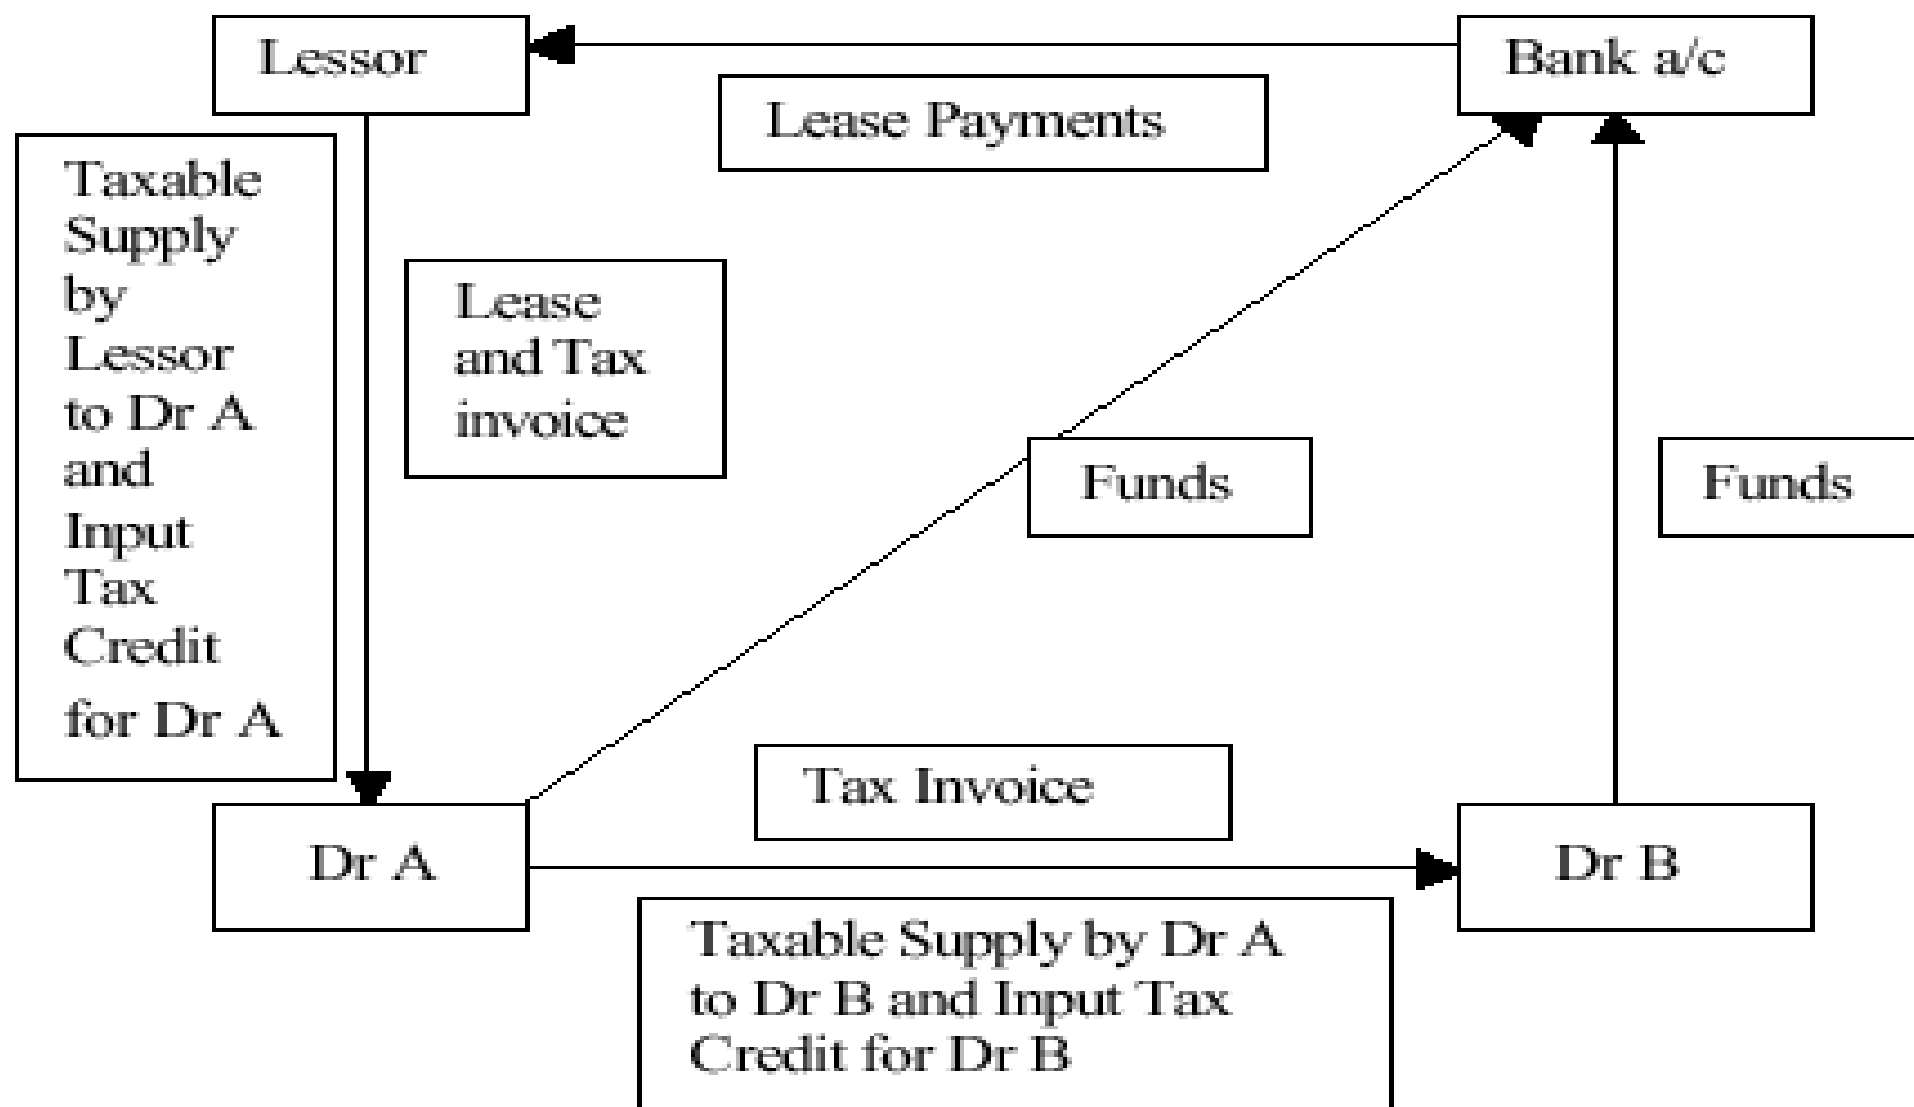 Lessor
Bank a/c
Lease Payments
Taxable
Supply
by
Lessor
to Dr A
and
Input
Tax
Credit
for Dr A
Lease
and Tax
invoice
Funds
Funds
Tax Invoice
Dr A
Dr B
Taxable Supply by Dr A
to Dr B and Input Tax
Credit for Dr B